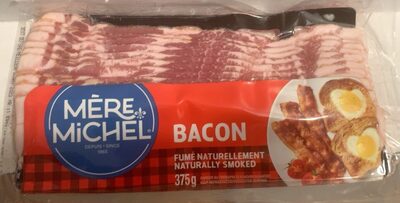 MÈRE
MiCHEL
DEPUIS • SINCE
BACON
FUMÉ NATURELLEMENT
NATURALLY SMOKED
375g